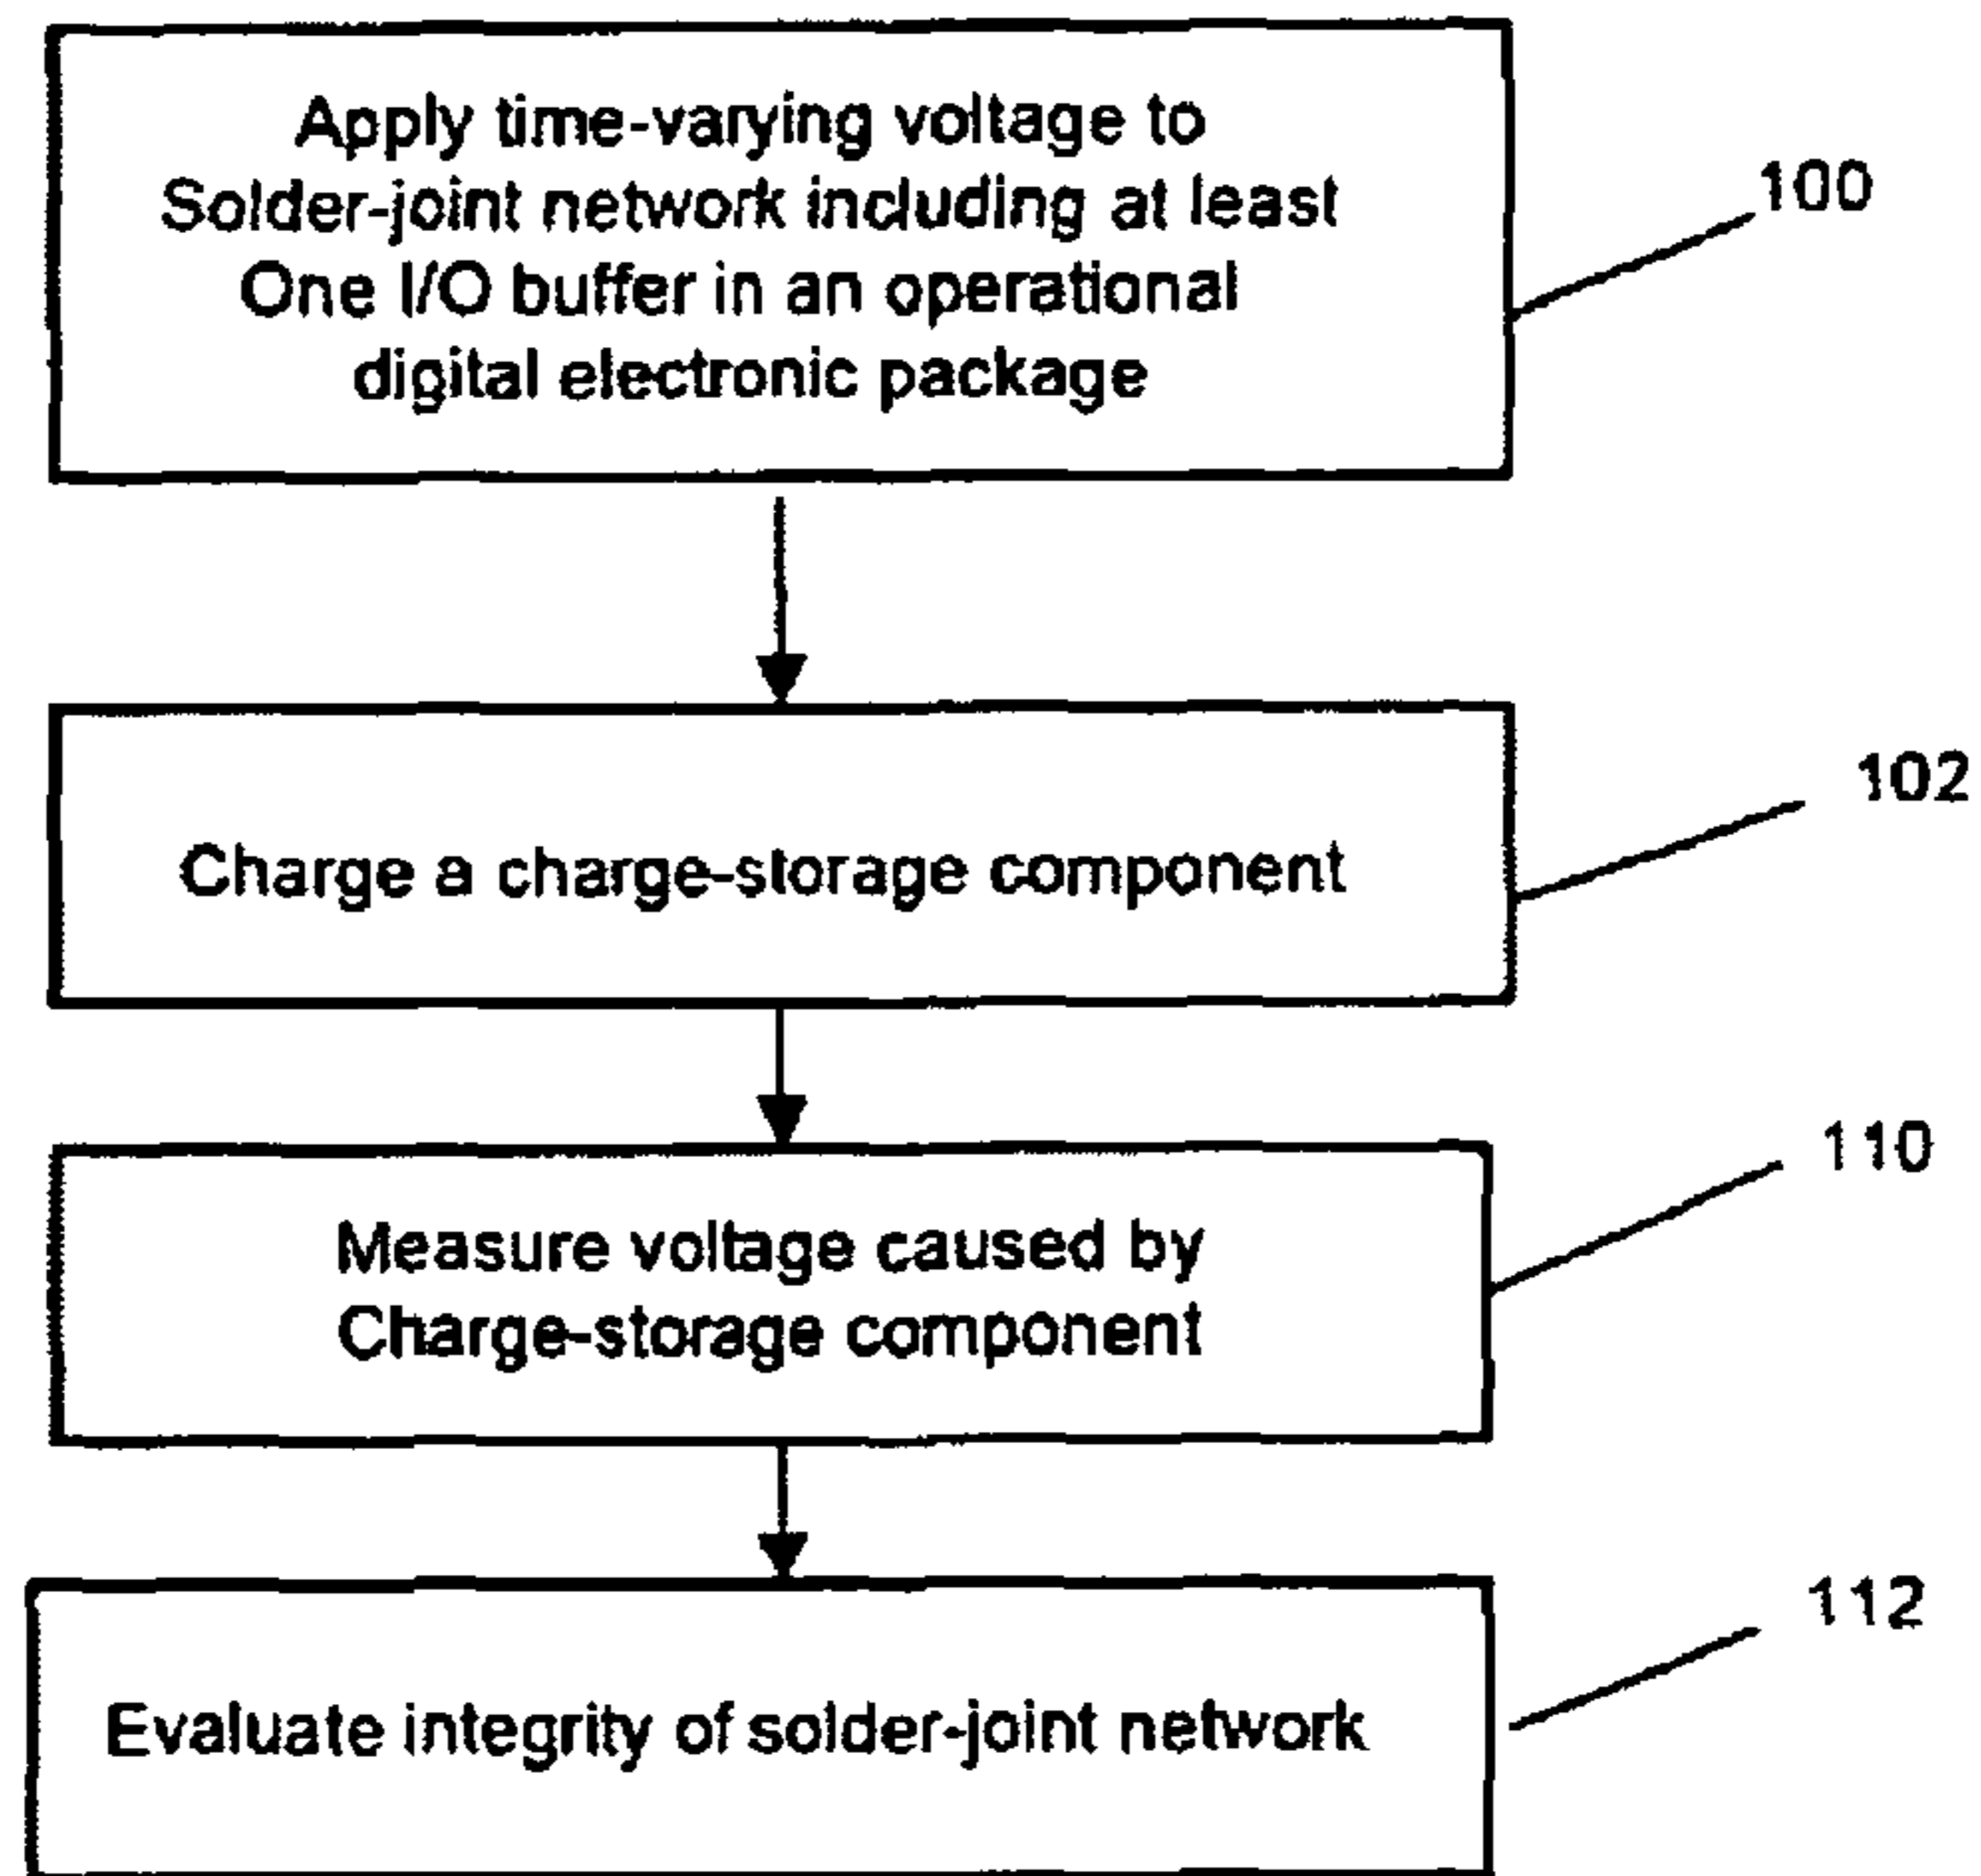 Apply time-varying voltage to
Solder-joint network including at least
One I/O buffer in an operational
digital electronic package
100
Charge a charge-storage component
102
Measure voltage caused by
Charge-storage component
110
Evaluate integrity of solder-joint network
112